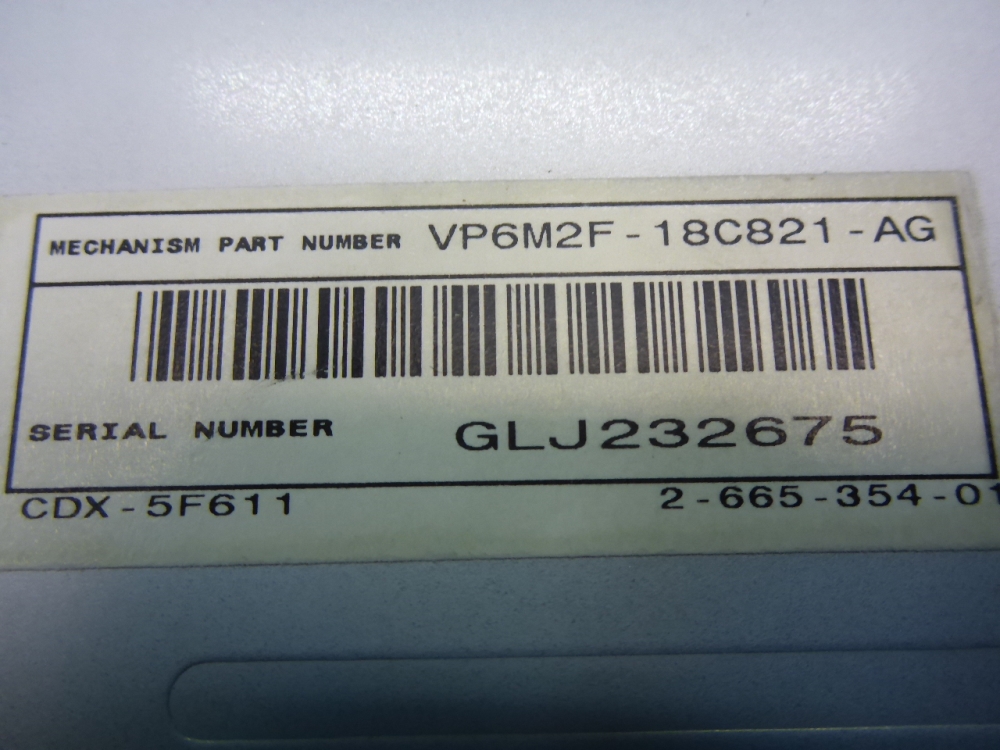 MECHANISM PART NUMBER VP6M2F-18C821-AG
SERIAL NUMBER GLJ232675
CDX-5F611 2-665-354-01